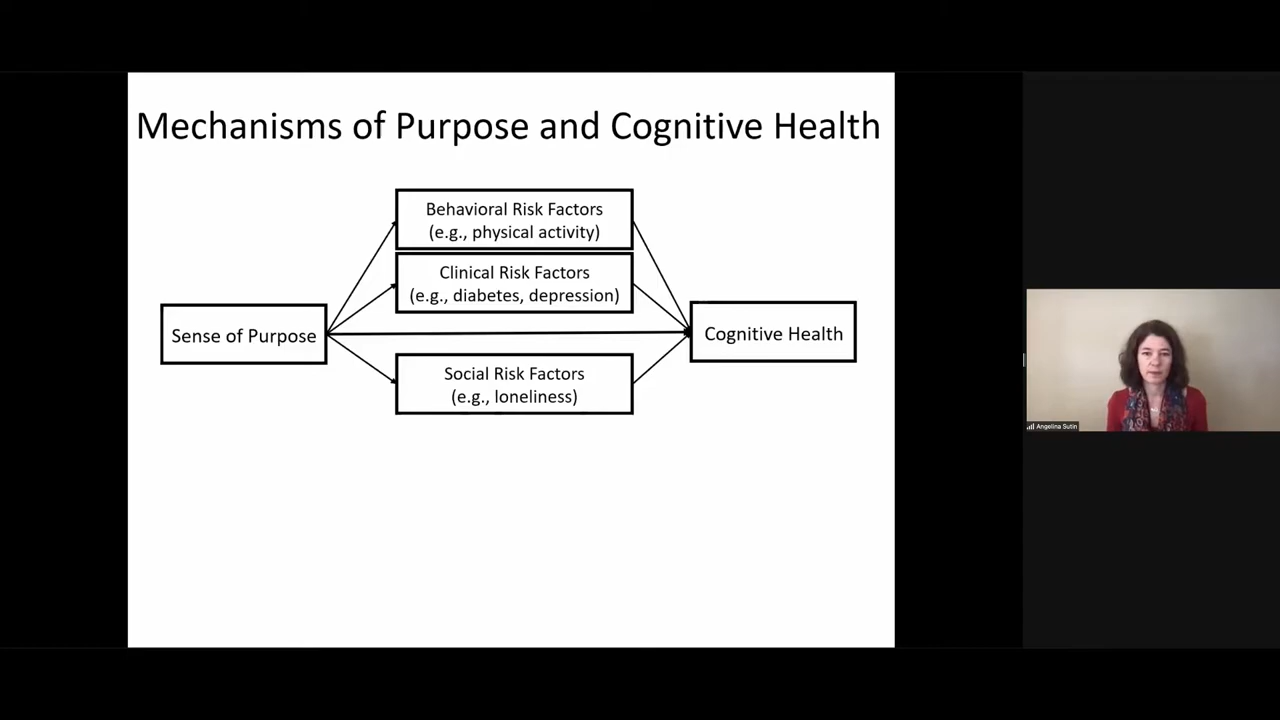 Mechanisms of Purpose and Cognitive Health
Behavioral Risk Factors
(e.g., physical activity)
Clinical Risk Factors
(e.g., diabetes, depression)
Sense of Purpose
Cognitive Health
Social Risk Factors
(e.g., loneliness)
Angelina Sutin